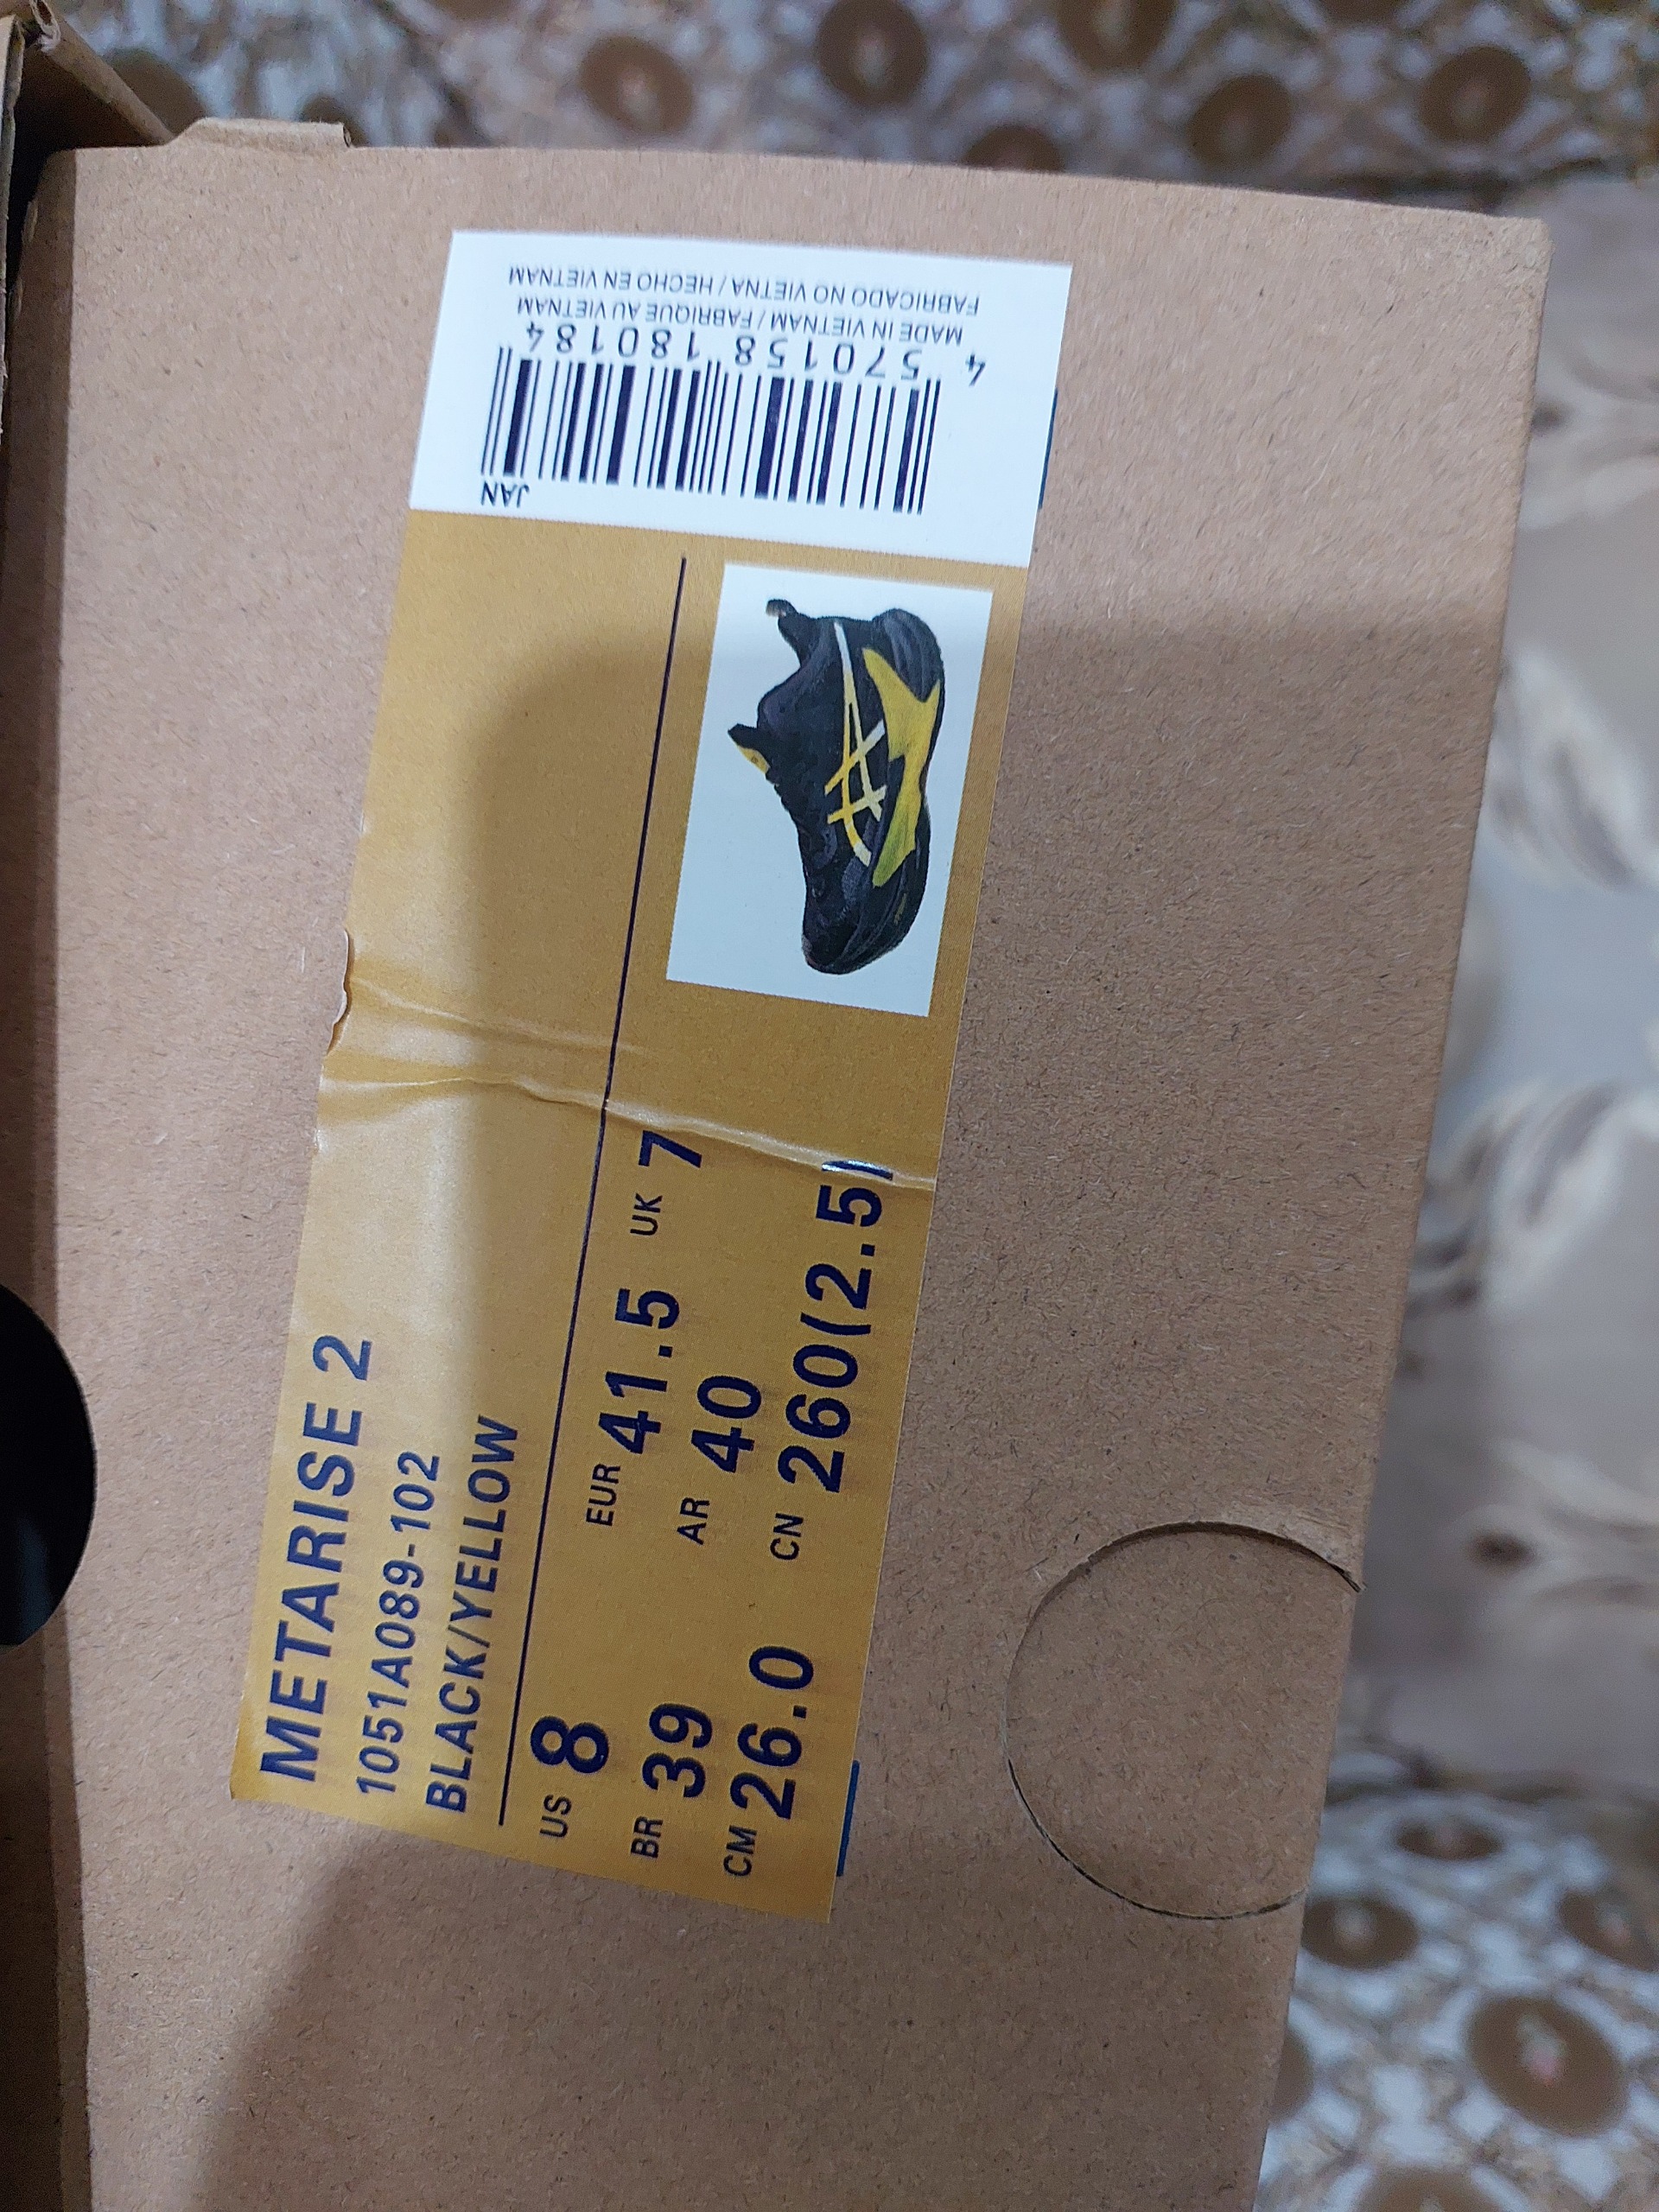 METARISE 2
1051A089-102
BLACK/YELLOW
US 8 EUR 41.5 UK 7
BR 39 AR 40
CM 26.0 CN 260(2.5)
JAN
4 570158 180184
MADE IN VIETNAM / FABRIQUE AU VIETNAM
FABRICADO NO VIETNA / HECHO EN VIETNAM